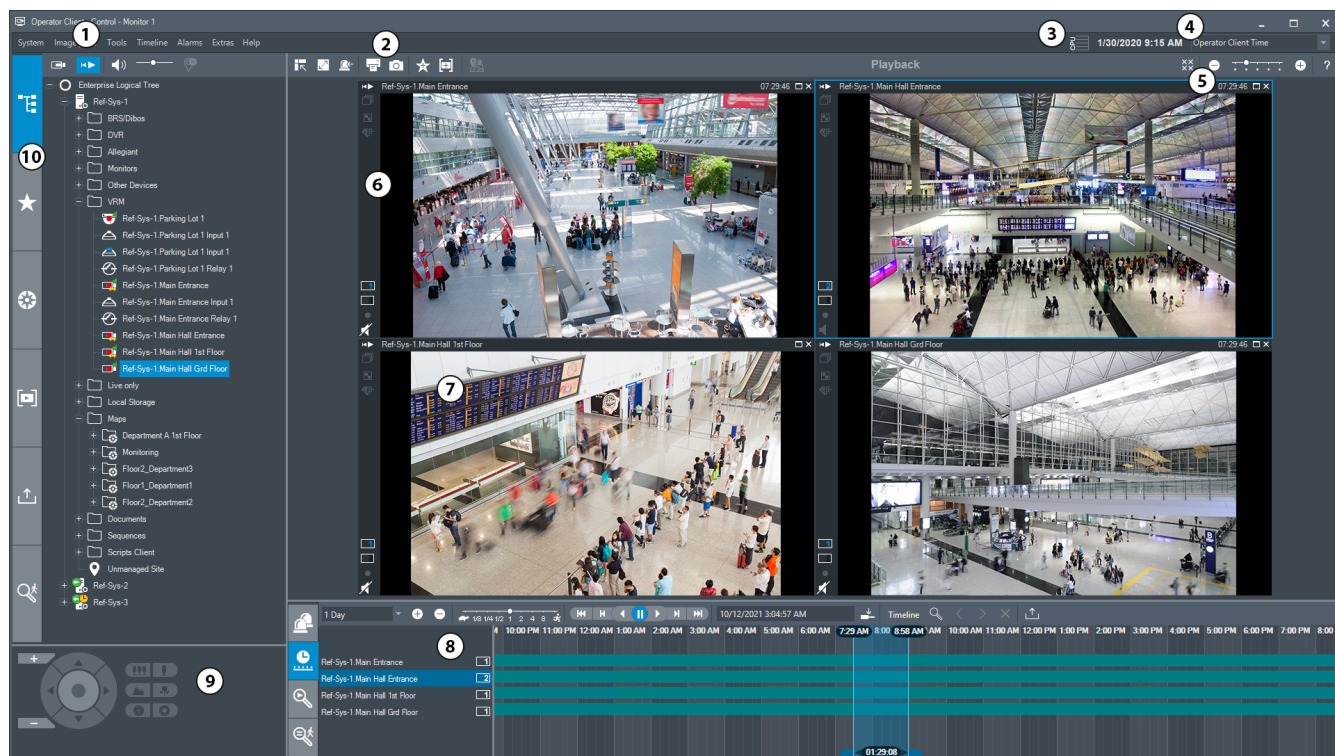 Operator Client - Control - Monitor 1
System Image Tools Timeline Alarms Extras Help
1
2
3
4
1/30/2020 9:15 AM Operator Client Time
Playback
?
5
Enterprise Logical Tree
Ref-Sys-1
BRS/Dibos
DVR
Allegiant
Monitors
Other Devices
VRM
Ref-Sys-1.Parking Lot 1
Ref-Sys-1.Parking Lot 1 Input 1
Ref-Sys-1.Parking Lot 1 Input 1
Ref-Sys-1.Parking Lot 1 Relay 1
Ref-Sys-1.Main Entrance
Ref-Sys-1.Main Entrance Input 1
Ref-Sys-1.Main Entrance Relay 1
Ref-Sys-1.Main Hall Entrance
Ref-Sys-1.Main Hall 1st Floor
Ref-Sys-1.Main Hall Grd Floor
Live only
Local Storage
Maps
Department A 1st Floor
Monitoring
Floor2_Department3
Floor1_Department1
Floor2_Department2
Documents
Sequences
Scripts Client
Unmanaged Site
Ref-Sys-2
Ref-Sys-3
10
Ref-Sys-1.Main Entrance 07:29:46
Ref-Sys-1.Main Hall Entrance 07:29:46
6
1
2
Ref-Sys-1.Main Hall 1st Floor
Ref-Sys-1.Main Hall Grd Floor 07:29:46
7
B
1
1
1 Day
1/8 1/4 1/2 1 2 4 8
10/12/2021 3:04:57 AM
Timeline
8
10:00 PM 11:00 PM 12:00 AM 1:00 AM 2:00 AM 3:00 AM 4:00 AM 5:00 AM 6:00 AM 7:29 AM 8:00 8:58 AM AM 10:00 AM 11:00 AM 12:00 PM 1:00 PM 2:00 PM 3:00 PM 4:00 PM 5:00 PM 6:00 PM 7:00 PM 8:00
Ref-Sys-1.Main Entrance 1
Ref-Sys-1.Main Hall Entrance 2
Ref-Sys-1.Main Hall 1st Floor 1
Ref-Sys-1.Main Hall Grd Floor 1
01:29:08
9